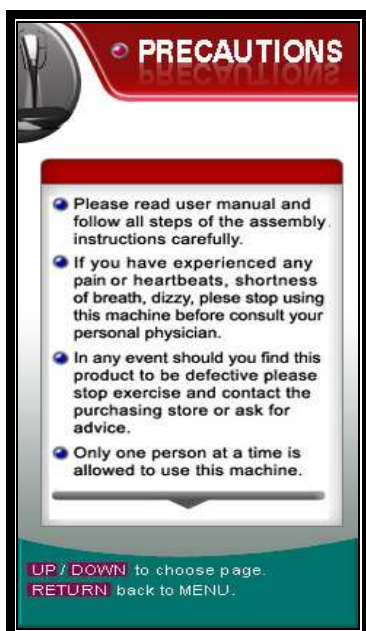 PRECAUTIONS
Please read user manual and
follow all steps of the assembly.
instructions carefully.
If you have experienced any
pain or heartbeats, shortness
of breath, dizzy, plese stop using
this machine before consult your
personal physician.
In any event should you find this
product to be defective please
stop exercise and contact the
purchasing store or ask for
advice.
Only one person at a time is
allowed to use this machine.
UP / DOWN to choose page.
RETURN back to MENU.